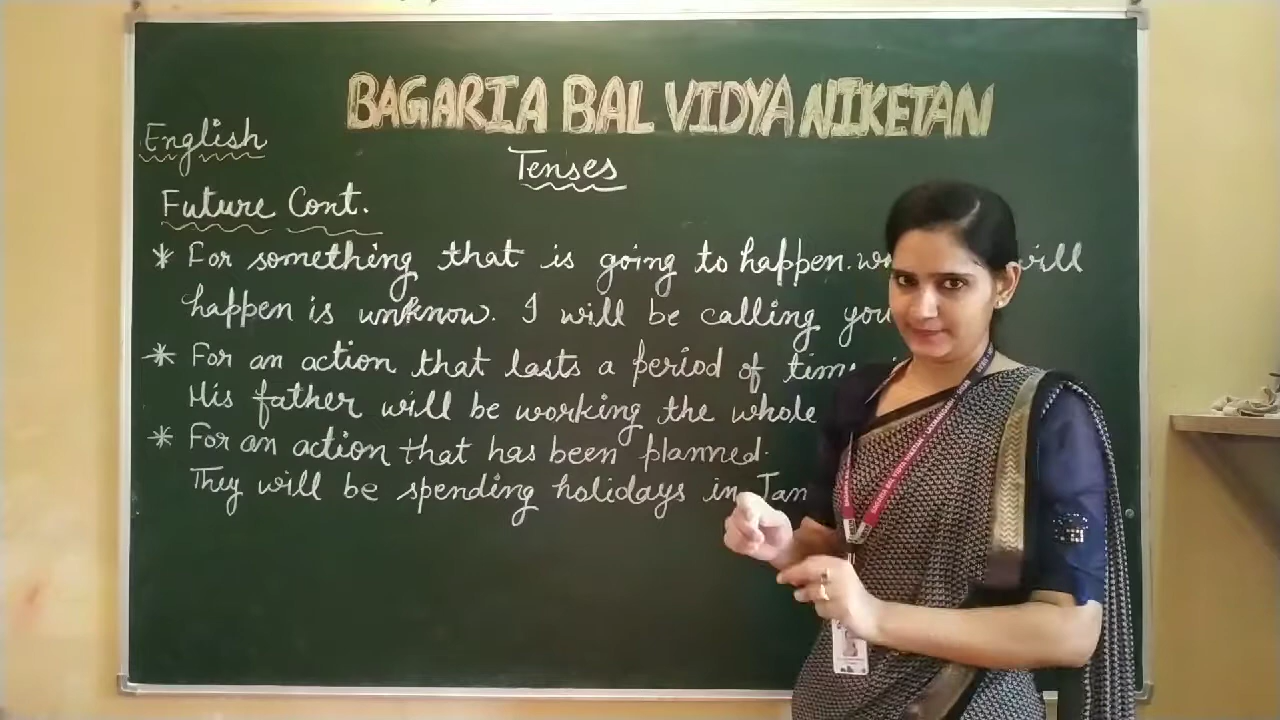 BAGARIA BAL VIDYA NIKETAN
English
Tenses
Future Cont.
* For something that is going to happen. will
happen is unknow. I will be calling you
* For an action that lasts a period of time
His father will be working the whole
* For an action that has been planned.
They will be spending holidays in Jan